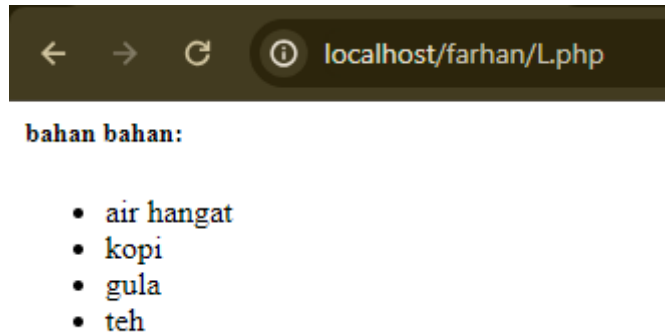 localhost/farhan/L.php
bahan bahan:
air hangat
kopi
gula
teh